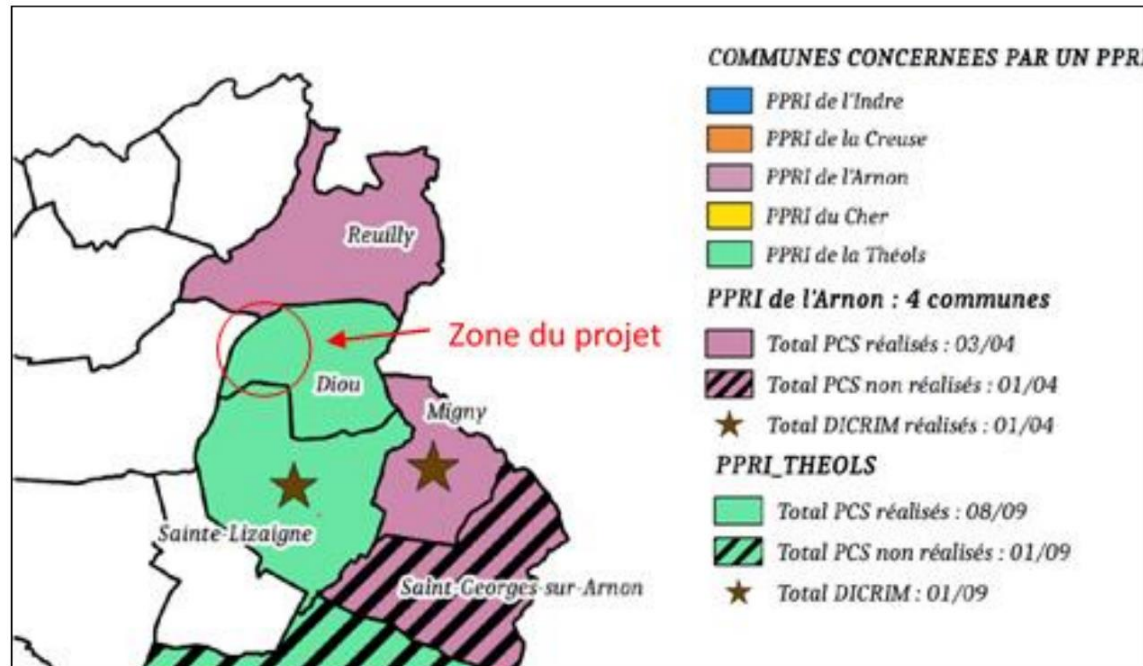 COMMUNES CONCERNEES PAR UN PPRI
PPRI de l'Indre
PPRI de la Creuse
PPRI de l'Arnon
PPRI du Cher
PPRI de la Théols
PPRI de l'Arnon : 4 communes
Total PCS réalisés : 03/04
Total PCS non réalisés : 01/04
Total DICRIM réalisés : 01/04
PPRI_THEOLS
Total PCS réalisés : 08/09
Total PCS non réalisés : 01/09
Total DICRIM : 01/09
Reuilly
Zone du projet
Diou
Migny
Sainte-Lizaigne
Saint-Georges-sur-Arnon